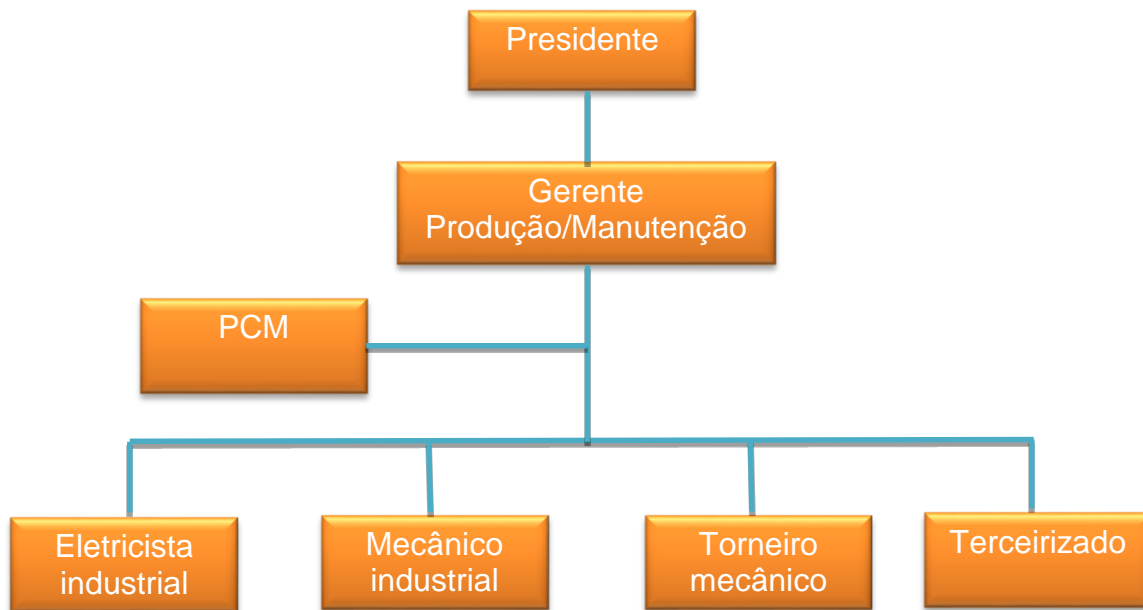 Presidente
Gerente
Produção/Manutenção
PCM
Eletricista
industrial
Mecânico
industrial
Torneiro
mecânico
Terceirizado